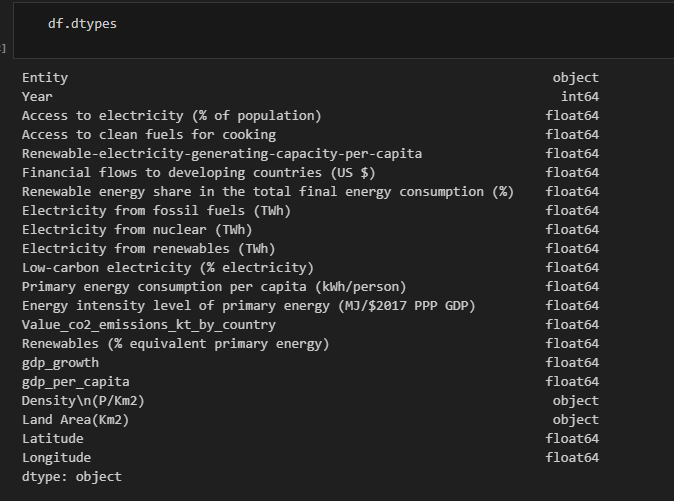 df.dtypes
]
Entity object
Year int64
Access to electricity (% of population) float64
Access to clean fuels for cooking float64
Renewable-electricity-generating-capacity-per-capita float64
Financial flows to developing countries (US $) float64
Renewable energy share in the total final energy consumption (%) float64
Electricity from fossil fuels (TWh) float64
Electricity from nuclear (TWh) float64
Electricity from renewables (TWh) float64
Low-carbon electricity (% electricity) float64
Primary energy consumption per capita (kWh/person) float64
Energy intensity level of primary energy (MJ/$2017 PPP GDP) float64
Value_co2_emissions_kt_by_country float64
Renewables (% equivalent primary energy) float64
gdp_growth float64
gdp_per_capita float64
Density\n(P/Km2) object
Land Area(Km2) object
Latitude float64
Longitude float64
dtype: object